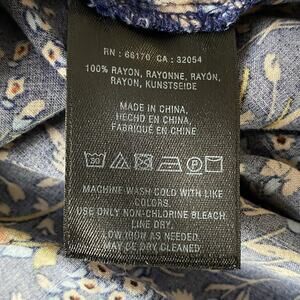 RN : 66170 CA : 32054
100% RAYON, RAYONNE, RAYÓN,
RAYON, KUNSTSEIDE
MADE IN CHINA,
HECHO EN CHINA,
FABRIQUÉ EN CHINE
MACHINE WASH COLD WITH LIKE
COLORS.
USE ONLY NON-CHLORINE BLEACH.
LINE DRY.
LOW IRON AS NEEDED.
MAY BE DRY CLEANED